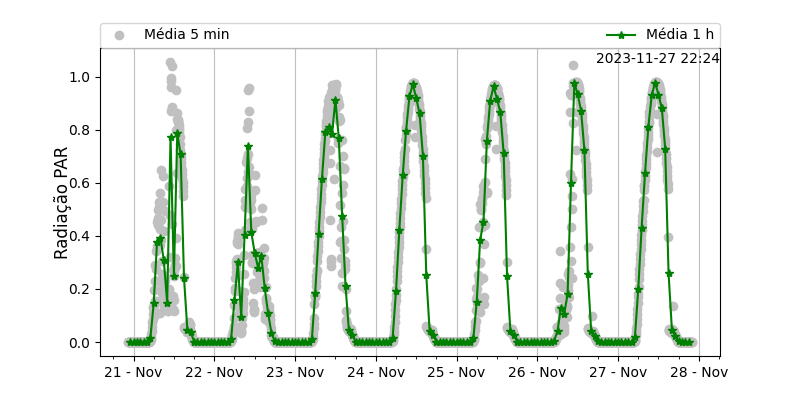 Média 5 min
Média 1 h
2023-11-27 22:24
Radiação PAR
1.0
0.8
0.6
0.4
0.2
0.0
21 - Nov
22 - Nov
23 - Nov
24 - Nov
25 - Nov
26 - Nov
27 - Nov
28 - Nov